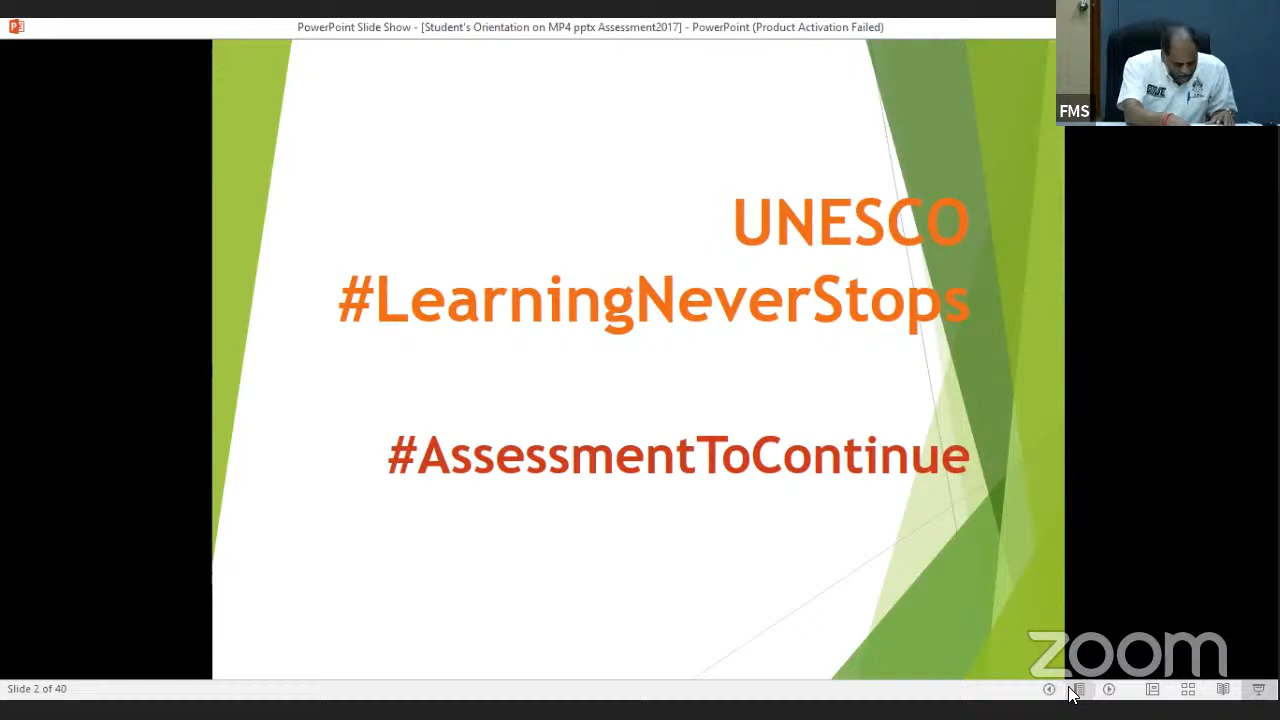 PowerPoint Slide Show - [Student's Orientation on MP4 pptx Assessment2017] - PowerPoint (Product Activation Failed)
FMS
UNESCO
#LearningNeverStops
#AssessmentToContinue
zoom
Slide 2 of 40